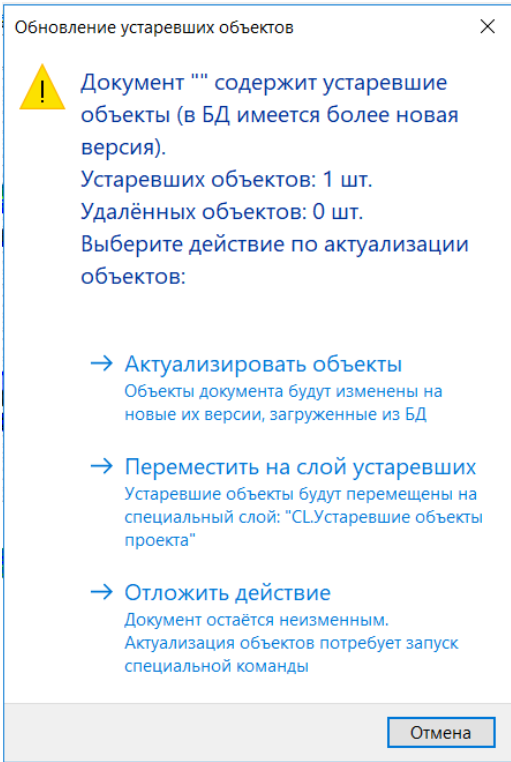 Обновление устаревших объектов
Документ "" содержит устаревшие
объекты (в БД имеется более новая
версия).
Устаревших объектов: 1 шт.
Удалённых объектов: 0 шт.
Выберите действие по актуализации
объектов:
Актуализировать объекты
Объекты документа будут изменены на
новые их версии, загруженные из БД
Переместить на слой устаревших
Устаревшие объекты будут перемещены на
специальный слой: "CL.Устаревшие объекты
проекта"
Отложить действие
Документ остаётся неизменным.
Актуализация объектов потребует запуск
специальной команды
Отмена